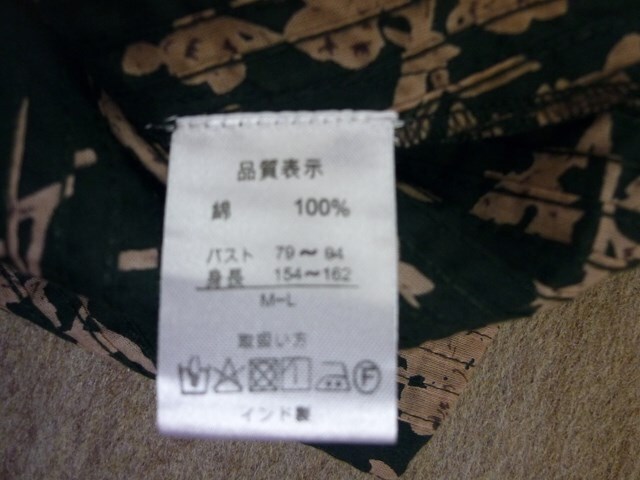 品質表示
綿 100%
バスト 79～94
身長 154～162
M-L
取扱い方
F
インド製